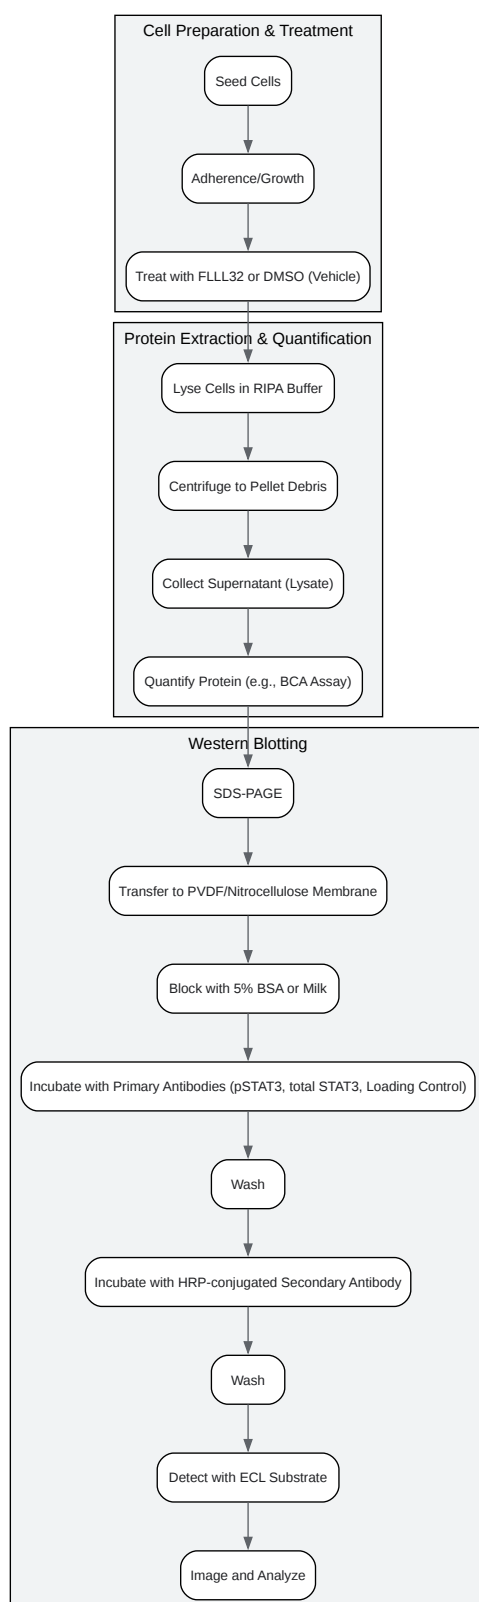 Cell Preparation & Treatment
Seed Cells
Adherence/Growth
Treat with FLLL32 or DMSO (Vehicle)
Protein Extraction & Quantification
Lyse Cells in RIPA Buffer
Centrifuge to Pellet Debris
Collect Supernatant (Lysate)
Quantify Protein (e.g., BCA Assay)
Western Blotting
SDS-PAGE
Transfer to PVDF/Nitrocellulose Membrane
Block with 5% BSA or Milk
Incubate with Primary Antibodies (pSTAT3, total STAT3, Loading Control)
Wash
Incubate with HRP-conjugated Secondary Antibody
Wash
Detect with ECL Substrate
Image and Analyze